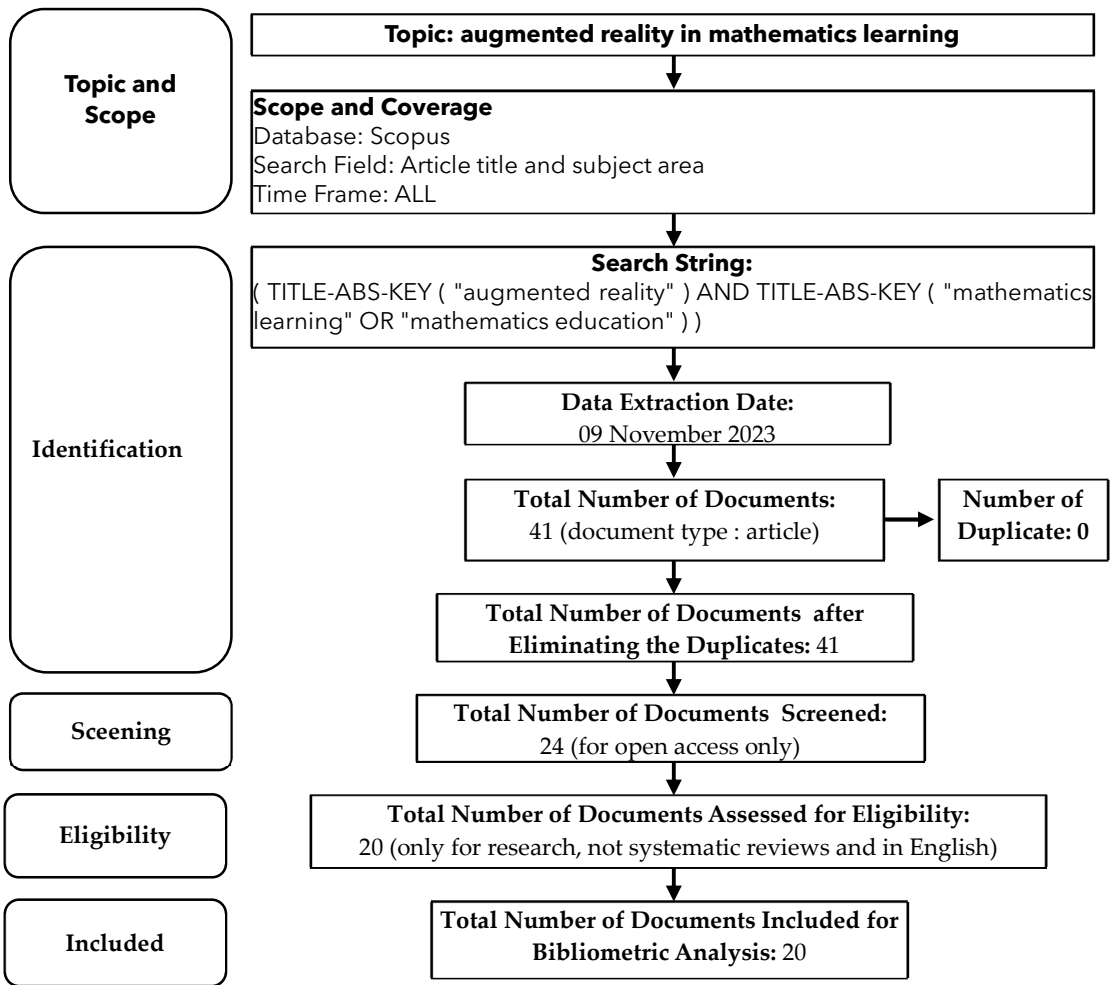 Topic and
Scope
Topic: augmented reality in mathematics learning
Scope and Coverage
Database: Scopus
Search Field: Article title and subject area
Time Frame: ALL
Identification
Search String:
( TITLE-ABS-KEY ( "augmented reality" ) AND TITLE-ABS-KEY ( "mathematics
learning" OR "mathematics education" ) )
Data Extraction Date:
09 November 2023
Total Number of Documents:
41 (document type : article)
Number of
Duplicate: 0
Total Number of Documents after
Eliminating the Duplicates: 41
Sceening
Total Number of Documents Screened:
24 (for open access only)
Eligibility
Total Number of Documents Assessed for Eligibility:
20 (only for research, not systematic reviews and in English)
Included
Total Number of Documents Included for
Bibliometric Analysis: 20